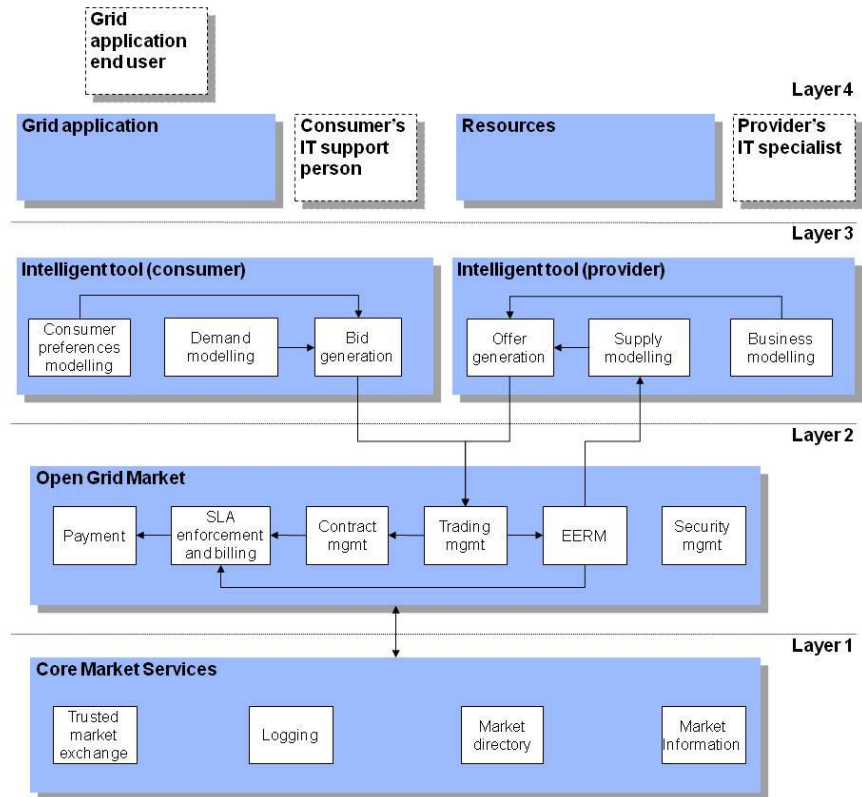 Grid
application
end user
Layer 4
Grid application
Consumer's
IT support
person
Resources
Provider's
IT specialist
Layer 3
Intelligent tool (consumer)
Consumer
preferences
modelling
Demand
modelling
Bid
generation
Intelligent tool (provider)
Offer
generation
Supply
modelling
Business
modelling
Layer 2
Open Grid Market
Payment
SLA
enforcement
and billing
Contract
mgmt
Trading
mgmt
EERM
Security
mgmt
Layer 1
Core Market Services
Trusted
market
exchange
Logging
Market
directory
Market
Information